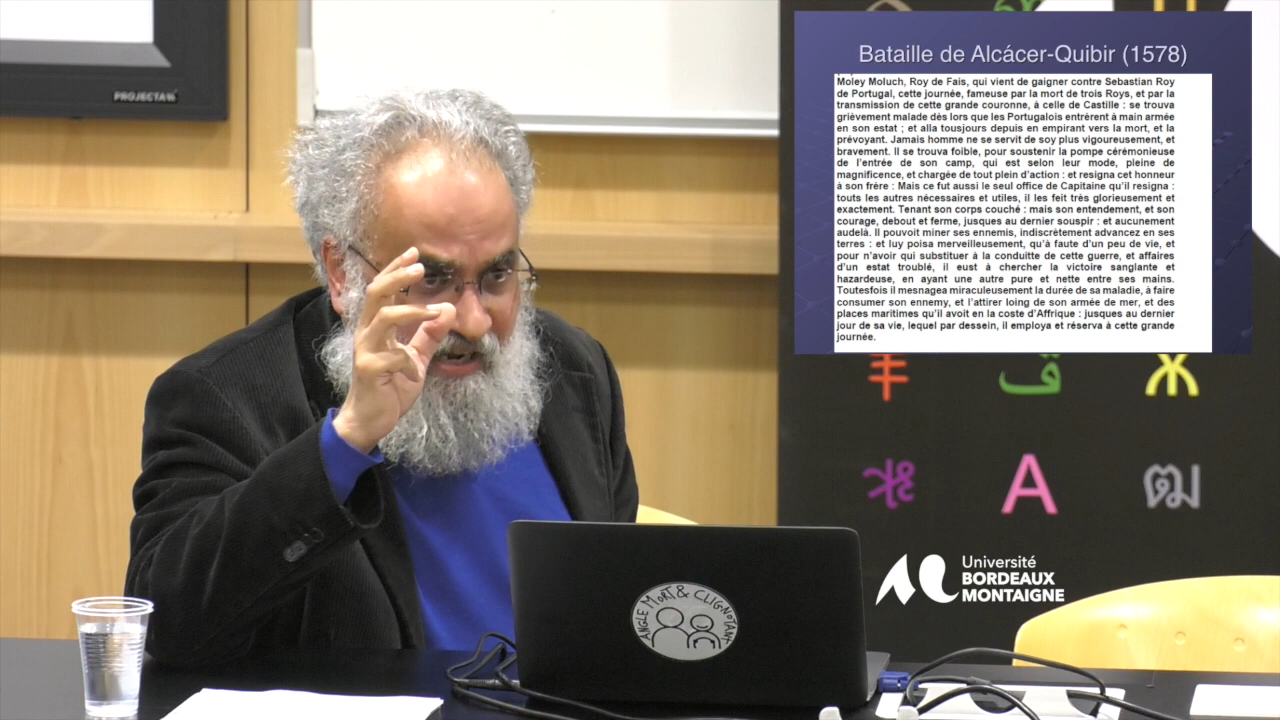 PROJECTA
Bataille de Alcácer-Quibir (1578)
Moley Moluch, Roy de Fais, qui vient de gaigner contre Sebastian Roy
de Portugal, cette journée, fameuse par la mort de trois Roys, et par la
transmission de cette grande couronne, à celle de Castille : se trouva
grièvement malade dès lors que les Portugalois entrèrent à main armée
en son estat ; et alla tousjours depuis en empirant vers la mort, et la
prévoyant. Jamais homme ne se servit de soy plus vigoureusement, et
bravement. Il se trouva foible, pour soustenir la pompe cérémonieuse
de l'entrée de son camp, qui est selon leur mode, pleine de
magnificence, et chargée de tout plein d'action : et resigna cet honneur
à son frère : Mais ce fut aussi le seul office de Capitaine qu'il resigna :
touts les autres nécessaires et utiles, il les feit très glorieusement et
exactement. Tenant son corps couché : mais son entendement, et son
courage, debout et ferme, jusques au dernier souspir : et aucunement
audelà. Il pouvoit miner ses ennemis, indiscrètement advancez en ses
terres : et luy poisa merveilleusement, qu'à faute d'un peu de vie, et
pour n'avoir qui substituer à la conduitte de cette guerre, et affaires
d'un estat troublé, il eust à chercher la victoire sanglante et
hazardeuse, en ayant une autre pure et nette entre ses mains.
Toutesfois il mesnagea miraculeusement la durée de sa maladie, à faire
consumer son ennemy, et l'attirer loing de son armée de mer, et des
places maritimes qu'il avoit en la coste d'Affrique : jusques au dernier
jour de sa vie, lequel par dessein, il employa et réserva à cette grande
journée.
ق Ж
A ฒ
Université
BORDEAUX
MONTAIGNE
ANGLE MORT & CLIGNOTANT